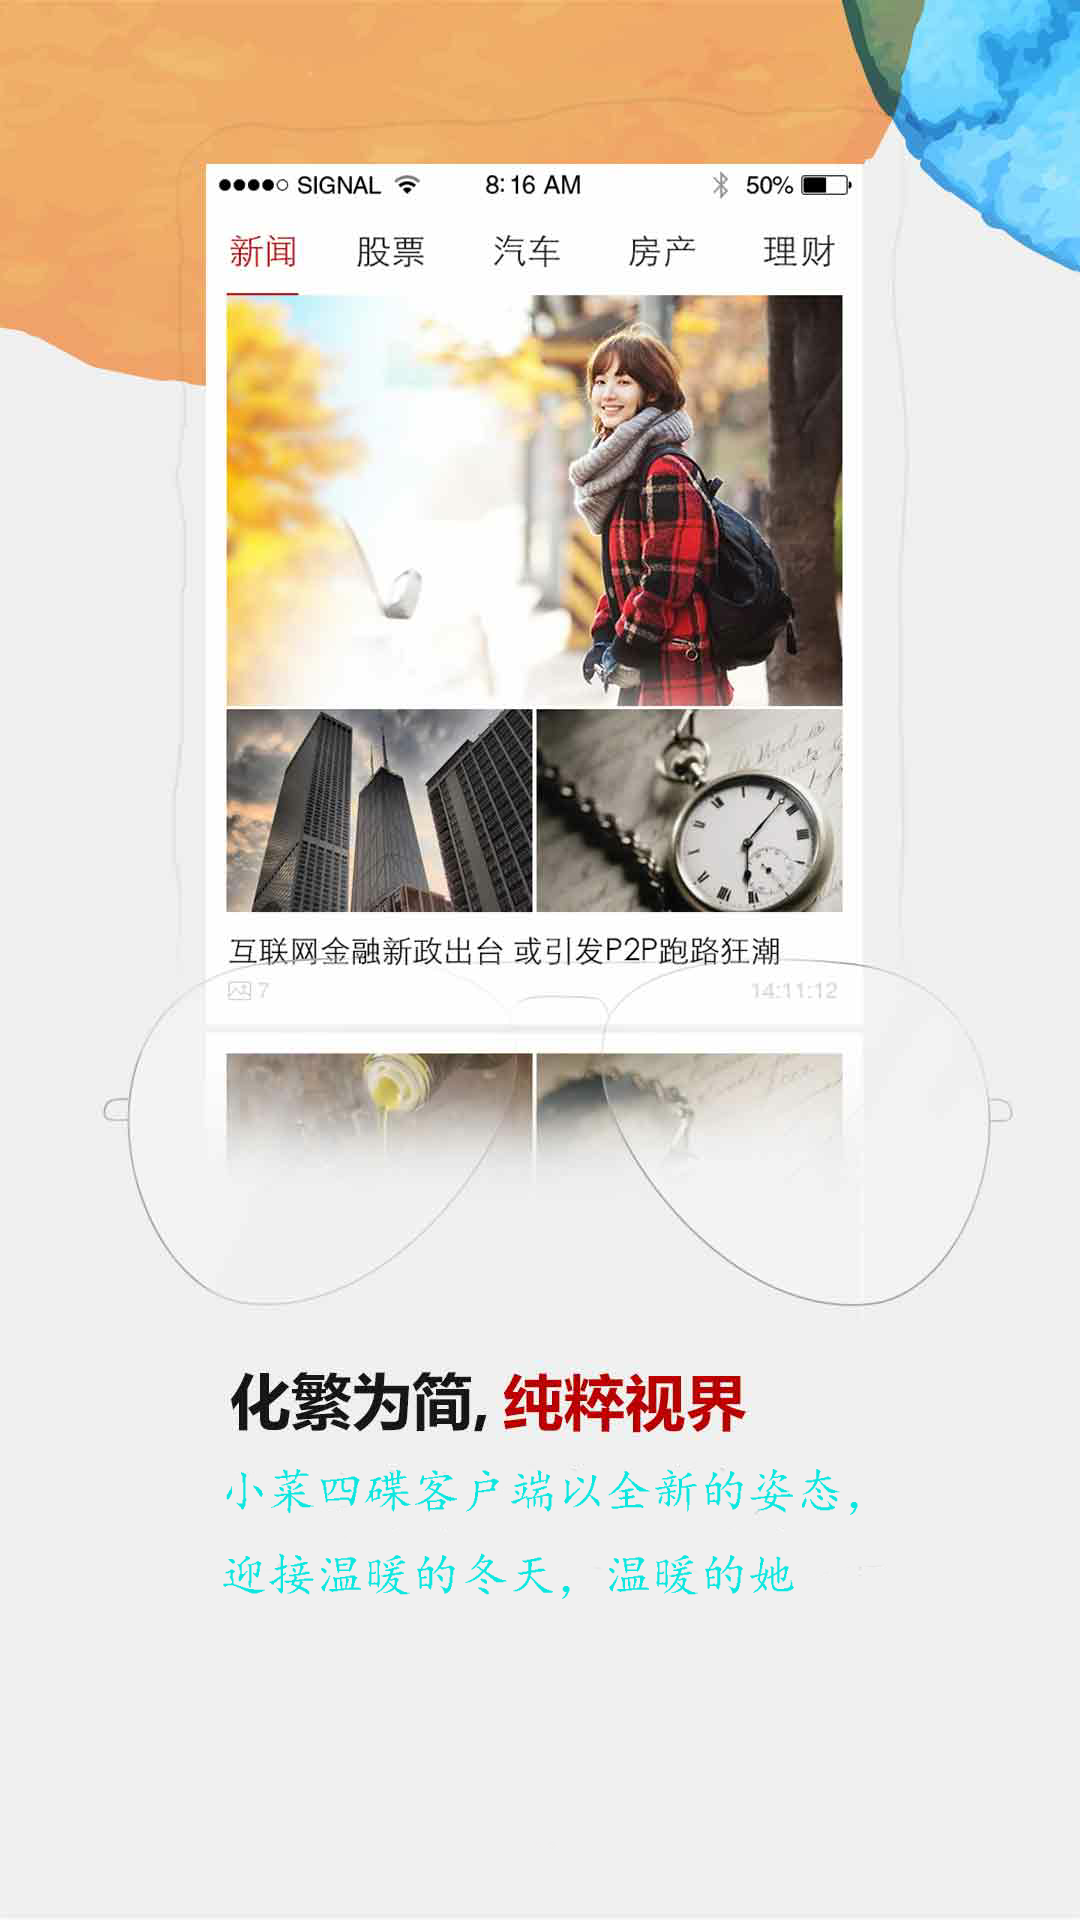 SIGNAL 8:16 AM 50%
新闻 股票 汽车 房产 理财
互联网金融新政出台 或引发P2P跑路狂潮
7 14:11:12
化繁为简, 纯粹视界
小菜四碟客户端以全新的姿态，
迎接温暖的冬天，温暖的她